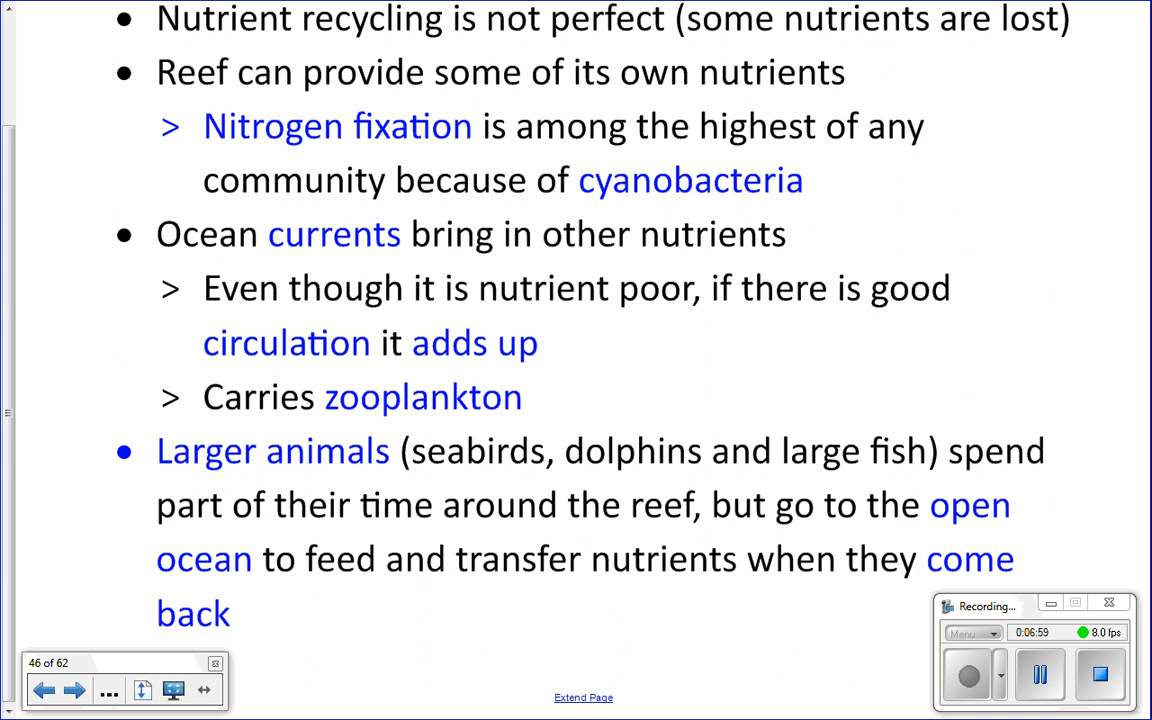 • Nutrient recycling is not perfect (some nutrients are lost)
• Reef can provide some of its own nutrients
> Nitrogen fixation is among the highest of any
community because of cyanobacteria
• Ocean currents bring in other nutrients
> Even though it is nutrient poor, if there is good
circulation it adds up
> Carries zooplankton
• Larger animals (seabirds, dolphins and large fish) spend
part of their time around the reef, but go to the open
ocean to feed and transfer nutrients when they come
back
Recording...
Menu 0:06:59 8.0 fps
46 of 62
...
Extend Page